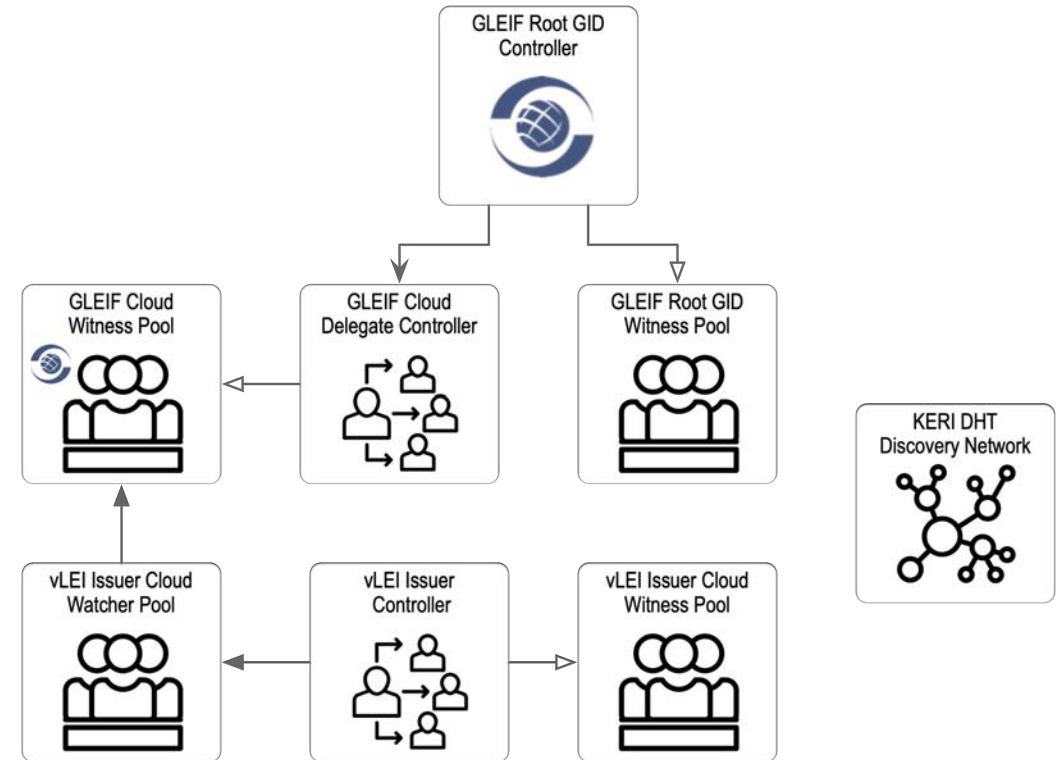 GLEIF Root GID
Controller
GLEIF Cloud
Witness Pool
GLEIF Cloud
Delegate Controller
GLEIF Root GID
Witness Pool
KERI DHT
Discovery Network
vLEI Issuer Cloud
Watcher Pool
vLEI Issuer
Controller
vLEI Issuer Cloud
Witness Pool